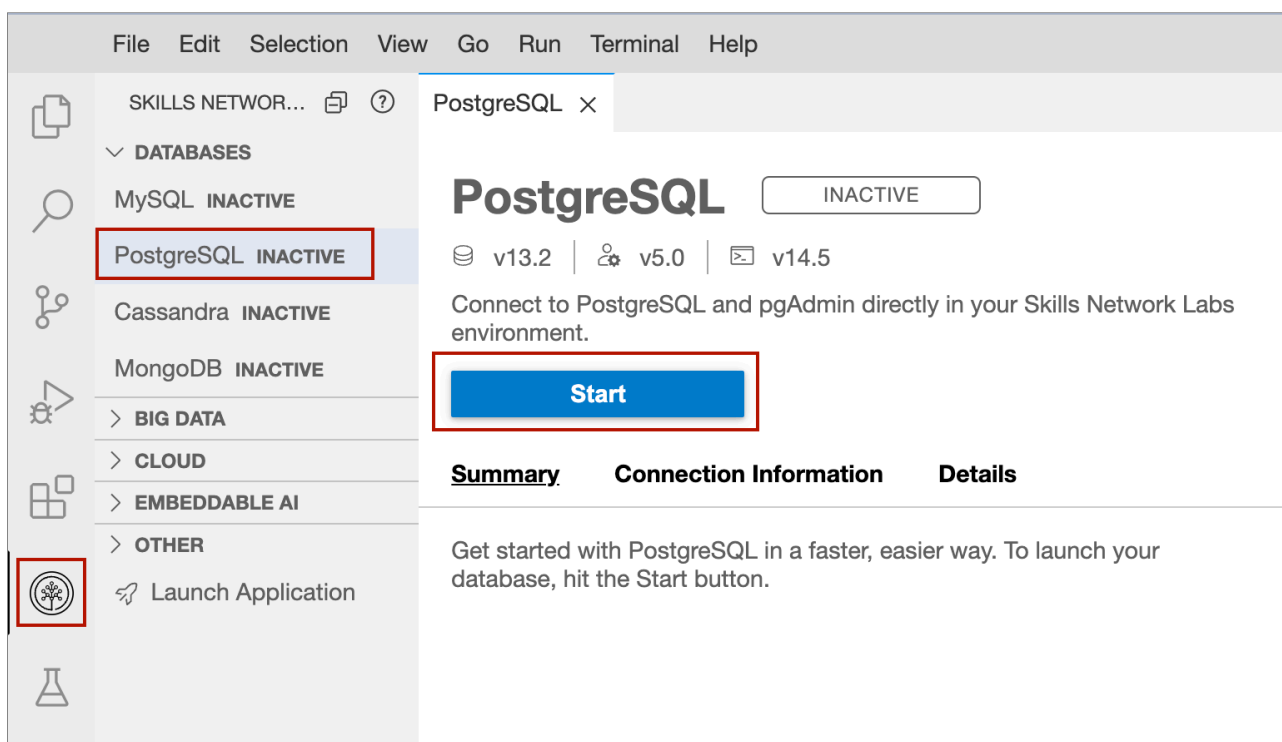 File Edit Selection View Go Run Terminal Help
SKILLS NETWOR...
DATABASES
MySQL INACTIVE
PostgreSQL INACTIVE
Cassandra INACTIVE
MongoDB INACTIVE
BIG DATA
CLOUD
EMBEDDABLE AI
OTHER
Launch Application
PostgreSQL
PostgreSQL INACTIVE
v13.2 v5.0 v14.5
Connect to PostgreSQL and pgAdmin directly in your Skills Network Labs
environment.
Start
Summary Connection Information Details
Get started with PostgreSQL in a faster, easier way. To launch your
database, hit the Start button.